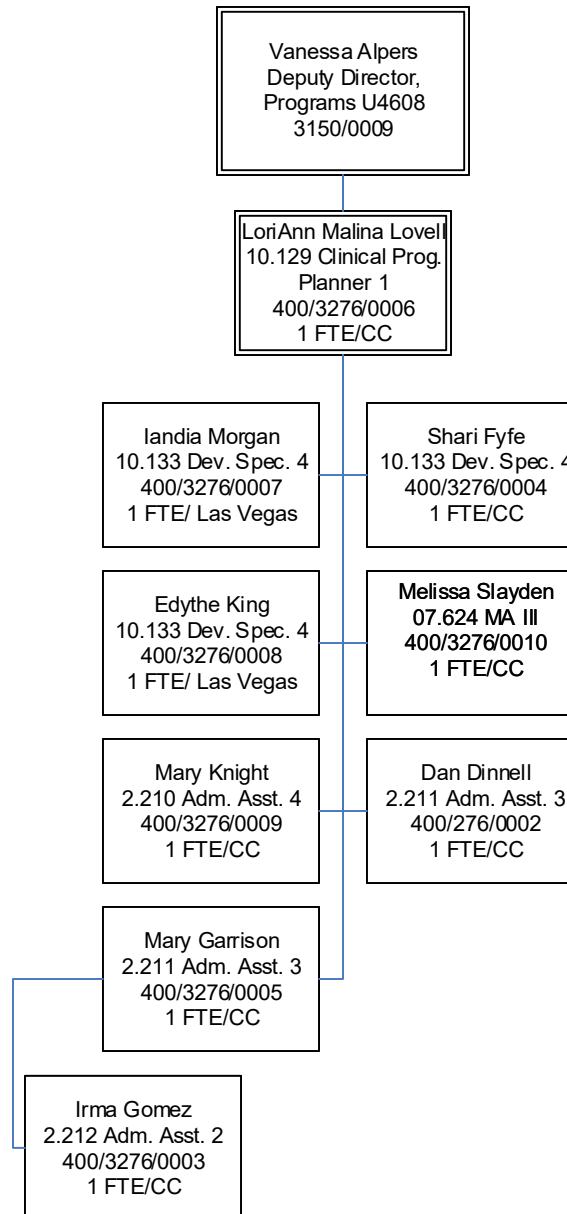 Vanessa Alpers
Deputy Director,
Programs U4608
3150/0009
LoriAnn Malina Lovell
10.129 Clinical Prog.
Planner 1
400/3276/0006
1 FTE/CC
Iandia Morgan
10.133 Dev. Spec. 4
400/3276/0007
1 FTE/ Las Vegas
Shari Fyfe
10.133 Dev. Spec. 4
400/3276/0004
1 FTE/CC
Edythe King
10.133 Dev. Spec. 4
400/3276/0008
1 FTE/ Las Vegas
Melissa Slayden
07.624 MA III
400/3276/0010
1 FTE/CC
Mary Knight
2.210 Adm. Asst. 4
400/3276/0009
1 FTE/CC
Dan Dinnell
2.211 Adm. Asst. 3
400/276/0002
1 FTE/CC
Mary Garrison
2.211 Adm. Asst. 3
400/3276/0005
1 FTE/CC
Irma Gomez
2.212 Adm. Asst. 2
400/3276/0003
1 FTE/CC